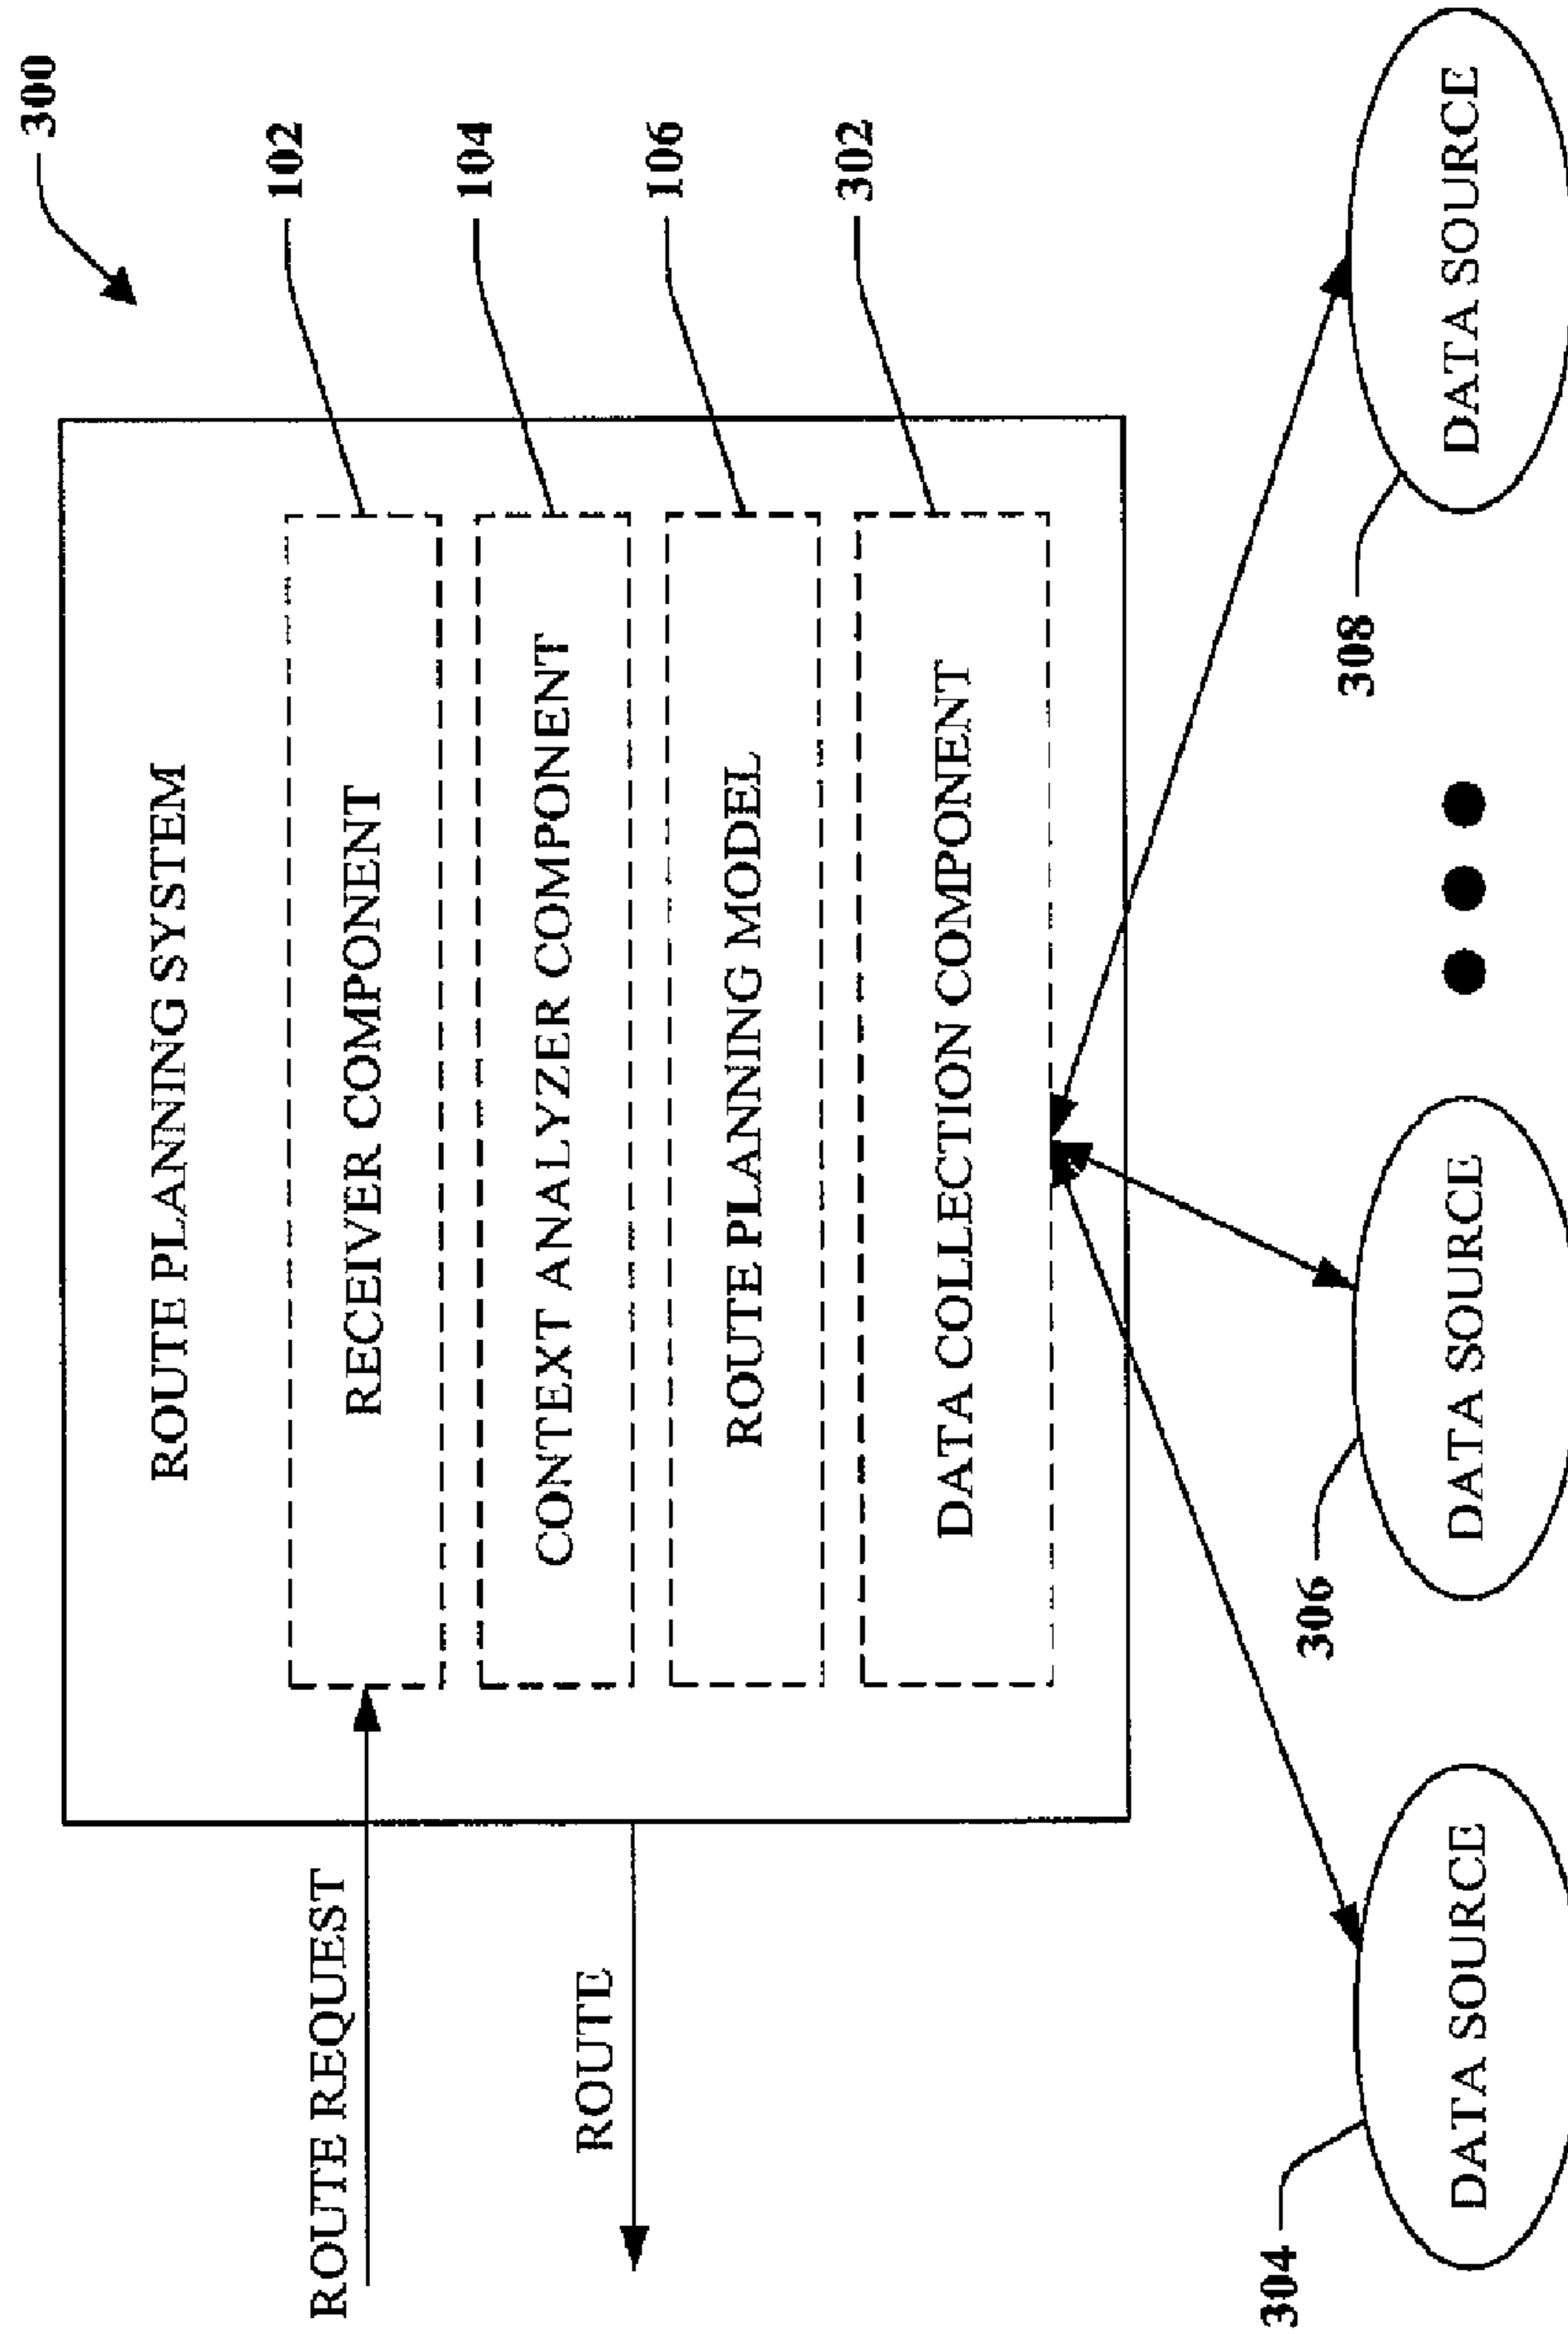 300
ROUTE PLANNING SYSTEM
ROUTE REQUEST
RECEIVER COMPONENT
102
CONTEXT ANALYZER COMPONENT
104
ROUTE
ROUTE PLANNING MODEL
106
DATA COLLECTION COMPONENT
302
304
DATA SOURCE
306
DATA SOURCE
308
DATA SOURCE